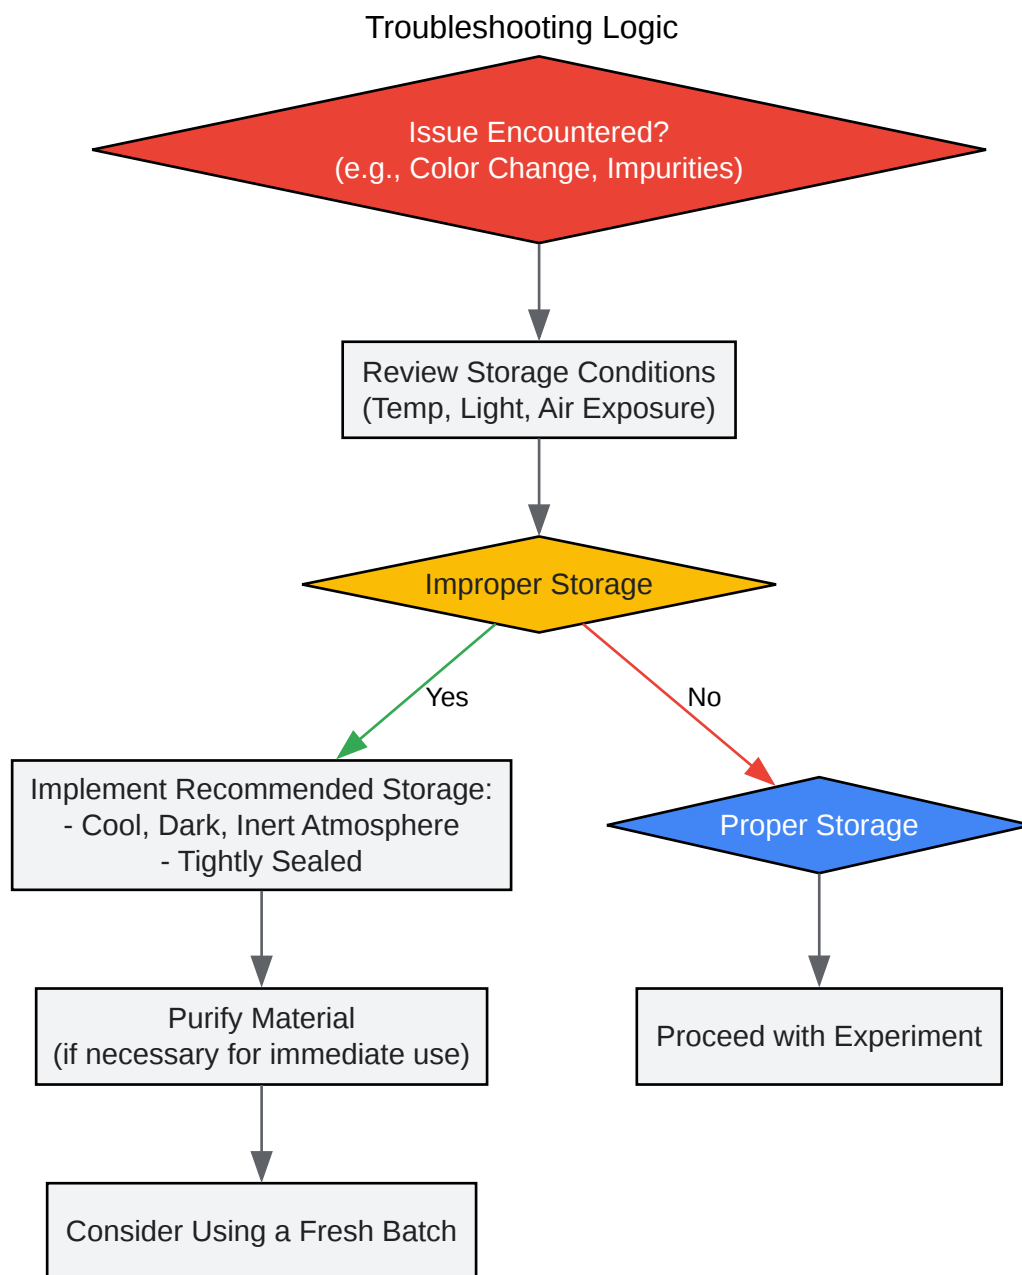 Troubleshooting Logic
Issue Encountered?
(e.g., Color Change, Impurities)
Review Storage Conditions
(Temp, Light, Air Exposure)
Improper Storage
Yes
No
Implement Recommended Storage:
- Cool, Dark, Inert Atmosphere
- Tightly Sealed
Proper Storage
Purify Material
(if necessary for immediate use)
Proceed with Experiment
Consider Using a Fresh Batch